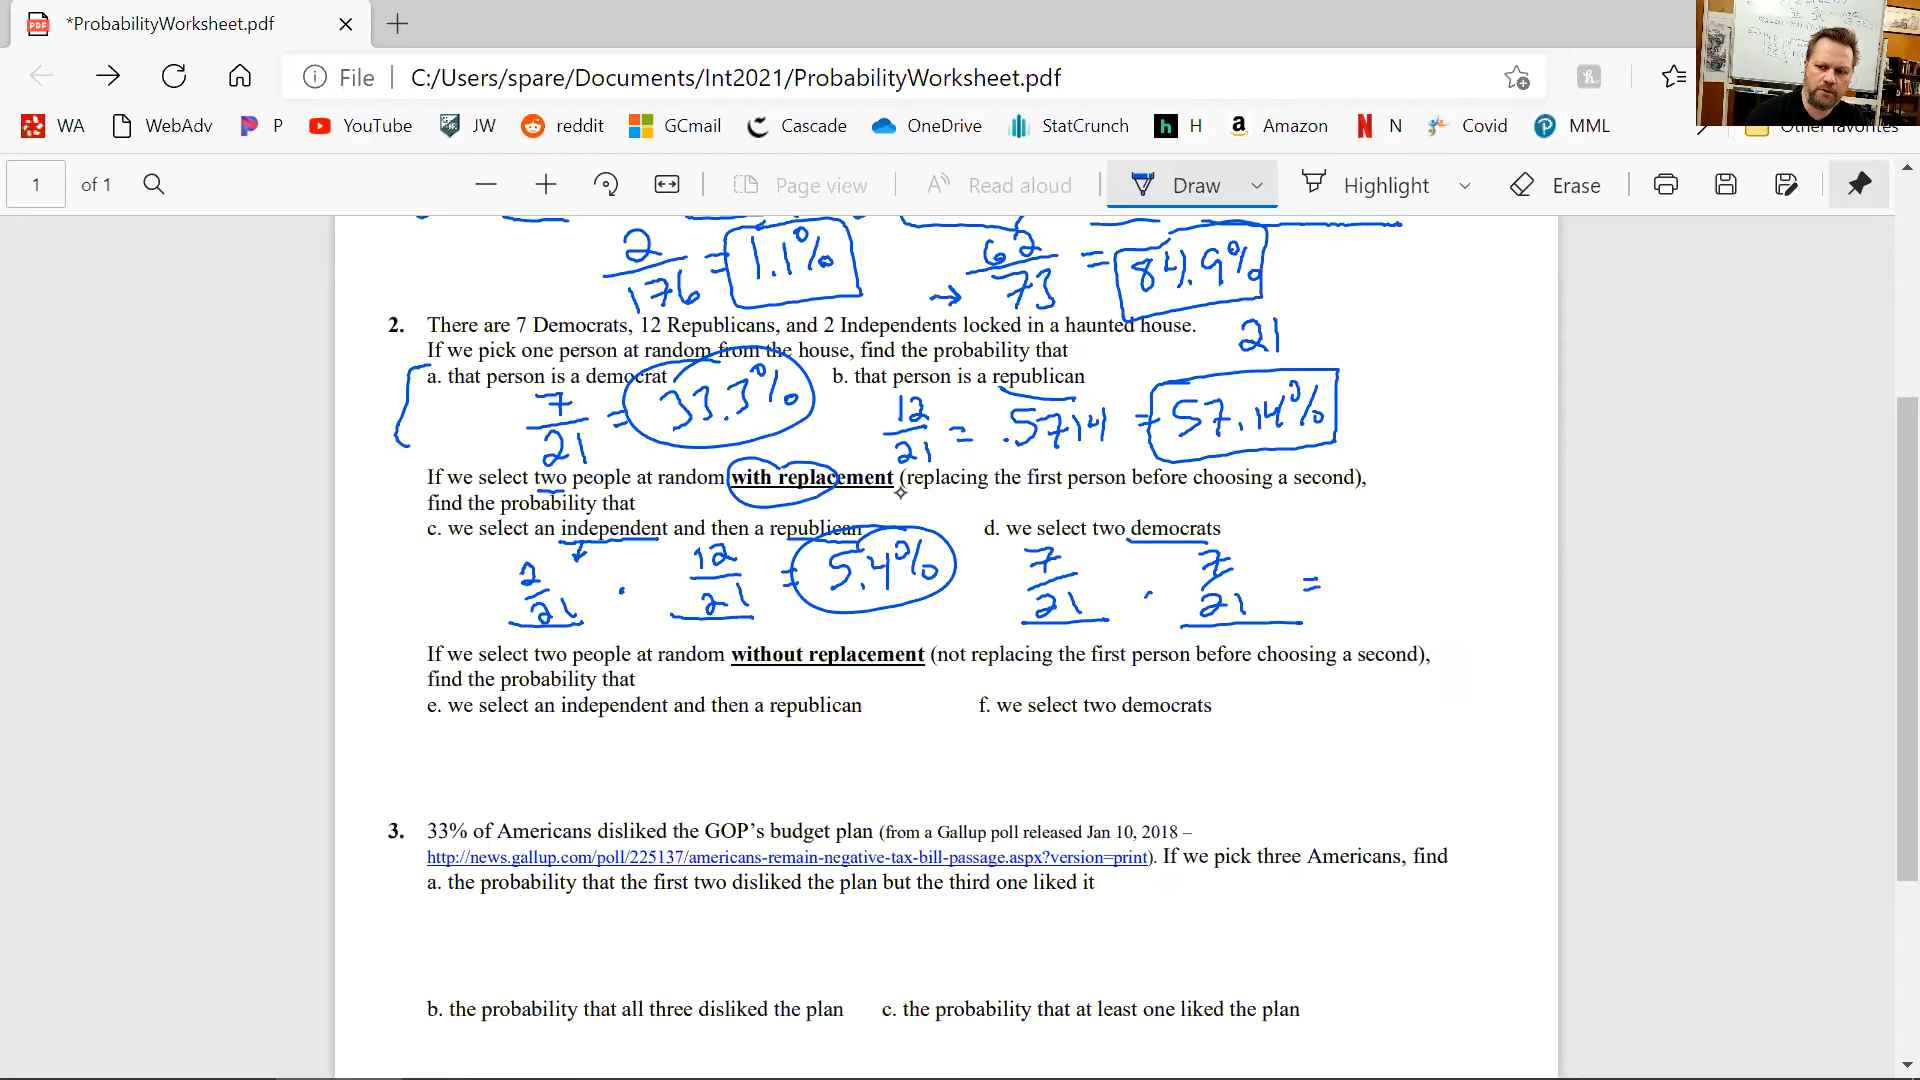 *ProbabilityWorksheet.pdf
File C:/Users/spare/Documents/Int2021/ProbabilityWorksheet.pdf
WA WebAdv P YouTube JW reddit GCmail Cascade OneDrive StatCrunch H Amazon N Covid MML Other favorites
1 of 1 Page view Read aloud Draw Highlight Erase
2/176 = 1.1% → 62/73 = 84.9%
2. There are 7 Democrats, 12 Republicans, and 2 Independents locked in a haunted house.
21
If we pick one person at random from the house, find the probability that
a. that person is a democrat b. that person is a republican
7/21 = 33.3% 12/21 = .5714 = 57.14%
If we select two people at random with replacement (replacing the first person before choosing a second),
find the probability that
c. we select an independent and then a republican d. we select two democrats
2/21 · 12/21 = 5.4% 7/21 · 7/21 =
If we select two people at random without replacement (not replacing the first person before choosing a second),
find the probability that
e. we select an independent and then a republican f. we select two democrats
3. 33% of Americans disliked the GOP's budget plan (from a Gallup poll released Jan 10, 2018 –
http://news.gallup.com/poll/225137/americans-remain-negative-tax-bill-passage.aspx?version=print). If we pick three Americans, find
a. the probability that the first two disliked the plan but the third one liked it
b. the probability that all three disliked the plan c. the probability that at least one liked the plan